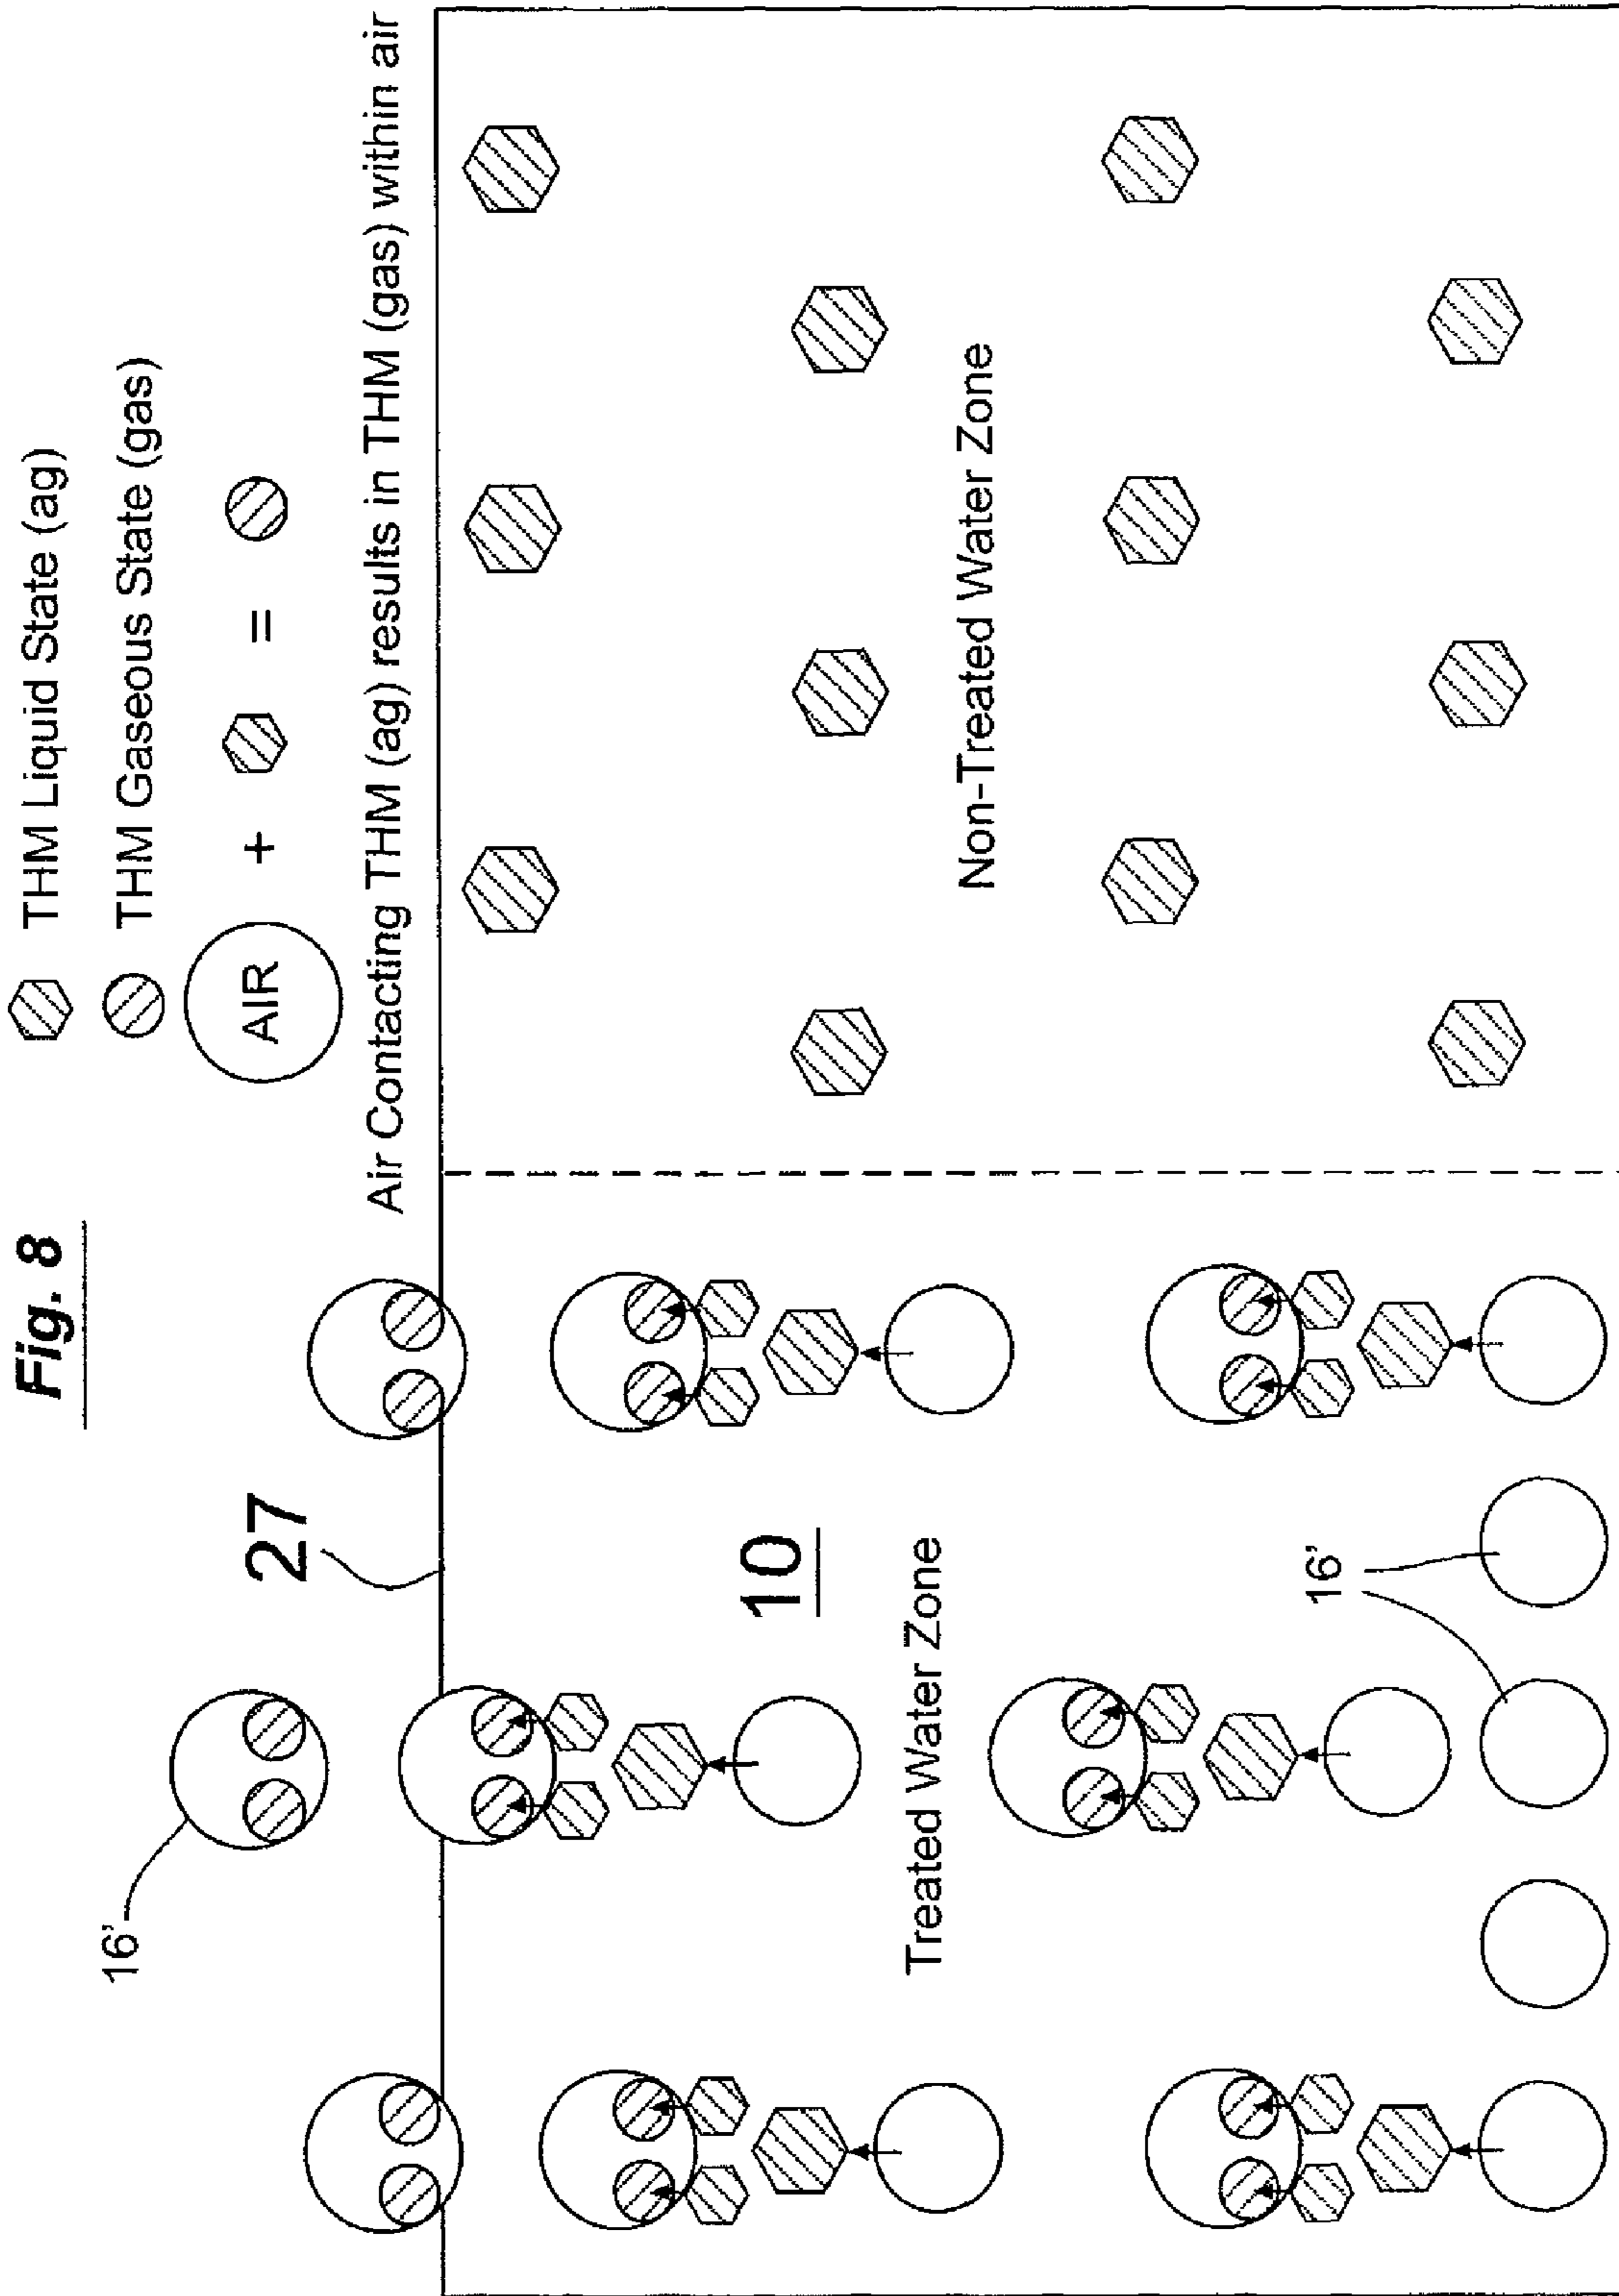 Fig. 8
THM Liquid State (ag)
THM Gaseous State (gas)
AIR + =
Air Contacting THM (ag) results in THM (gas) within air
16'
27
10
Treated Water Zone
Non-Treated Water Zone
16'